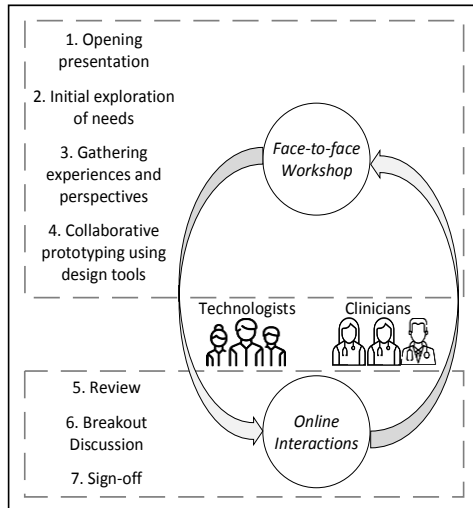 1. Opening
presentation
2. Initial exploration
of needs
3. Gathering
experiences and
perspectives
4. Collaborative
prototyping using
design tools
Face-to-face
Workshop
Technologists
Clinicians
5. Review
6. Breakout
Discussion
7. Sign-off
Online
Interactions